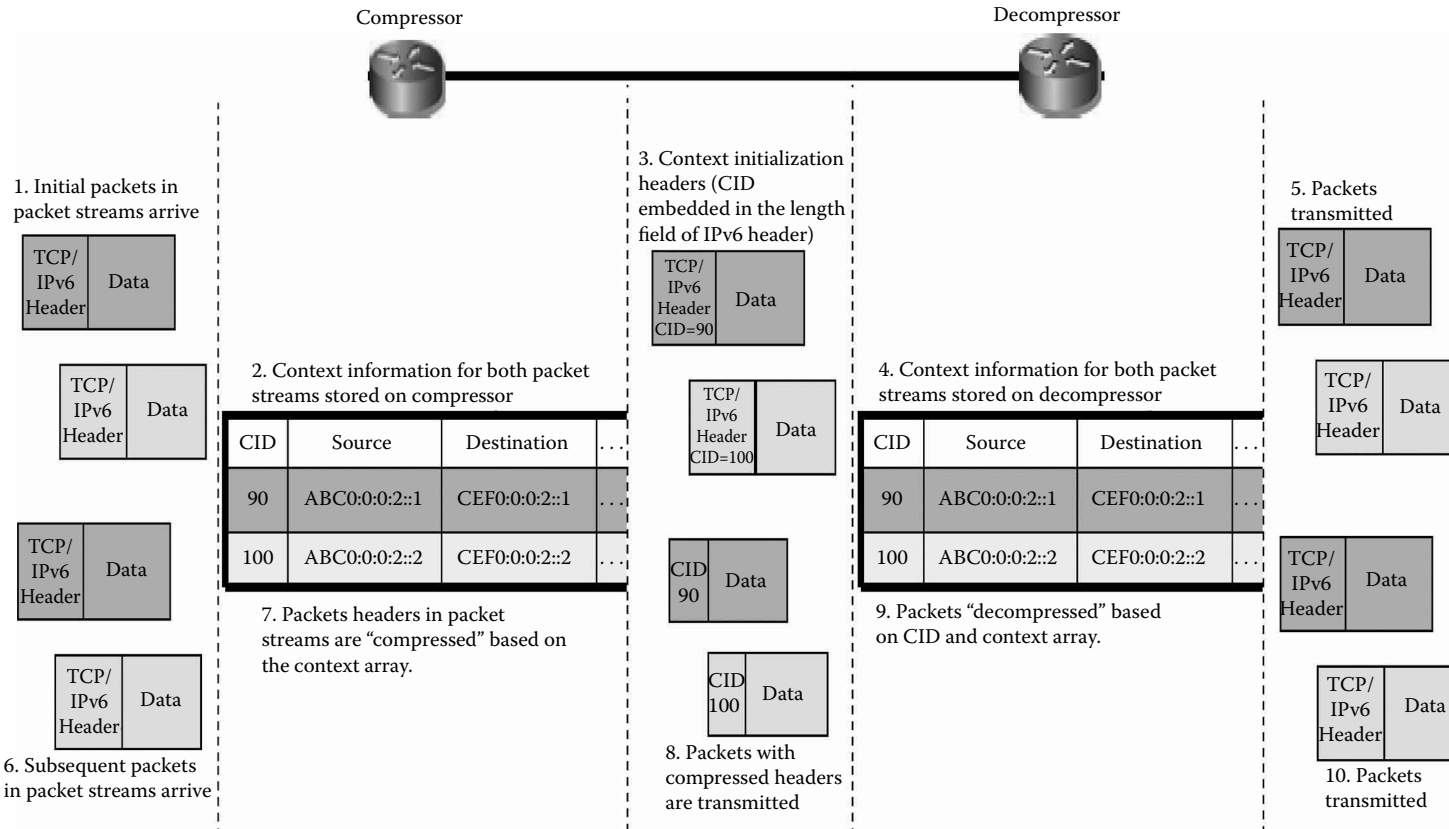 Compressor
Decompressor
1. Initial packets in
packet streams arrive
TCP/
IPv6
Header
Data
TCP/
IPv6
Header
Data
2. Context information for both packet
streams stored on compressor
CID Source Destination ...
90 ABC0:0:0:2::1 CEF0:0:0:2::1 ...
100 ABC0:0:0:2::2 CEF0:0:0:2::2 ...
3. Context initialization
headers (CID
embedded in the length
field of IPv6 header)
TCP/
IPv6
Header
CID=90
Data
TCP/
IPv6
Header
CID=100
Data
4. Context information for both packet
streams stored on decompressor
CID Source Destination ...
90 ABC0:0:0:2::1 CEF0:0:0:2::1 ...
100 ABC0:0:0:2::2 CEF0:0:0:2::2 ...
5. Packets
transmitted
TCP/
IPv6
Header
Data
TCP/
IPv6
Header
Data
TCP/
IPv6
Header
Data
TCP/
IPv6
Header
Data
6. Subsequent packets
in packet streams arrive
7. Packets headers in packet
streams are “compressed” based on
the context array.
CID
90
Data
CID
100
Data
8. Packets with
compressed headers
are transmitted
9. Packets “decompressed” based
on CID and context array.
TCP/
IPv6
Header
Data
TCP/
IPv6
Header
Data
10. Packets
transmitted